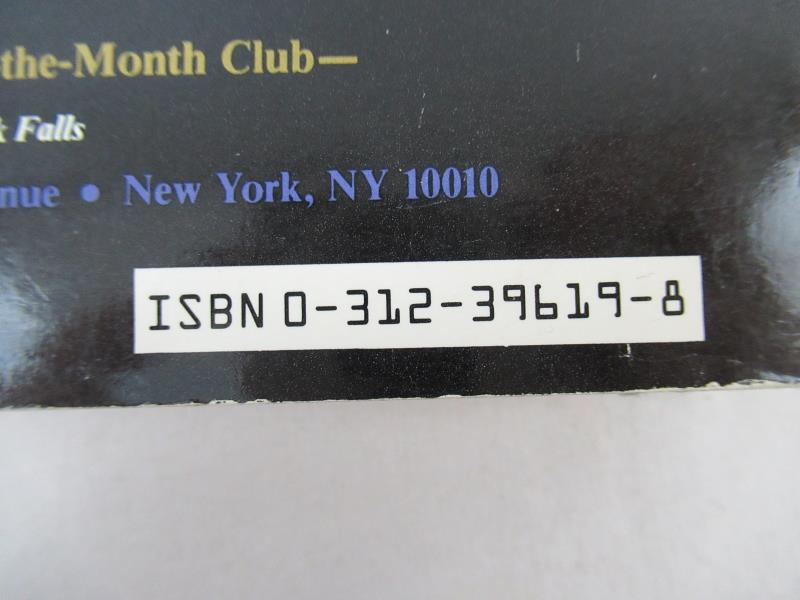 -the-Month Club—
k Falls
nue • New York, NY 10010
ISBN 0-312-39619-8